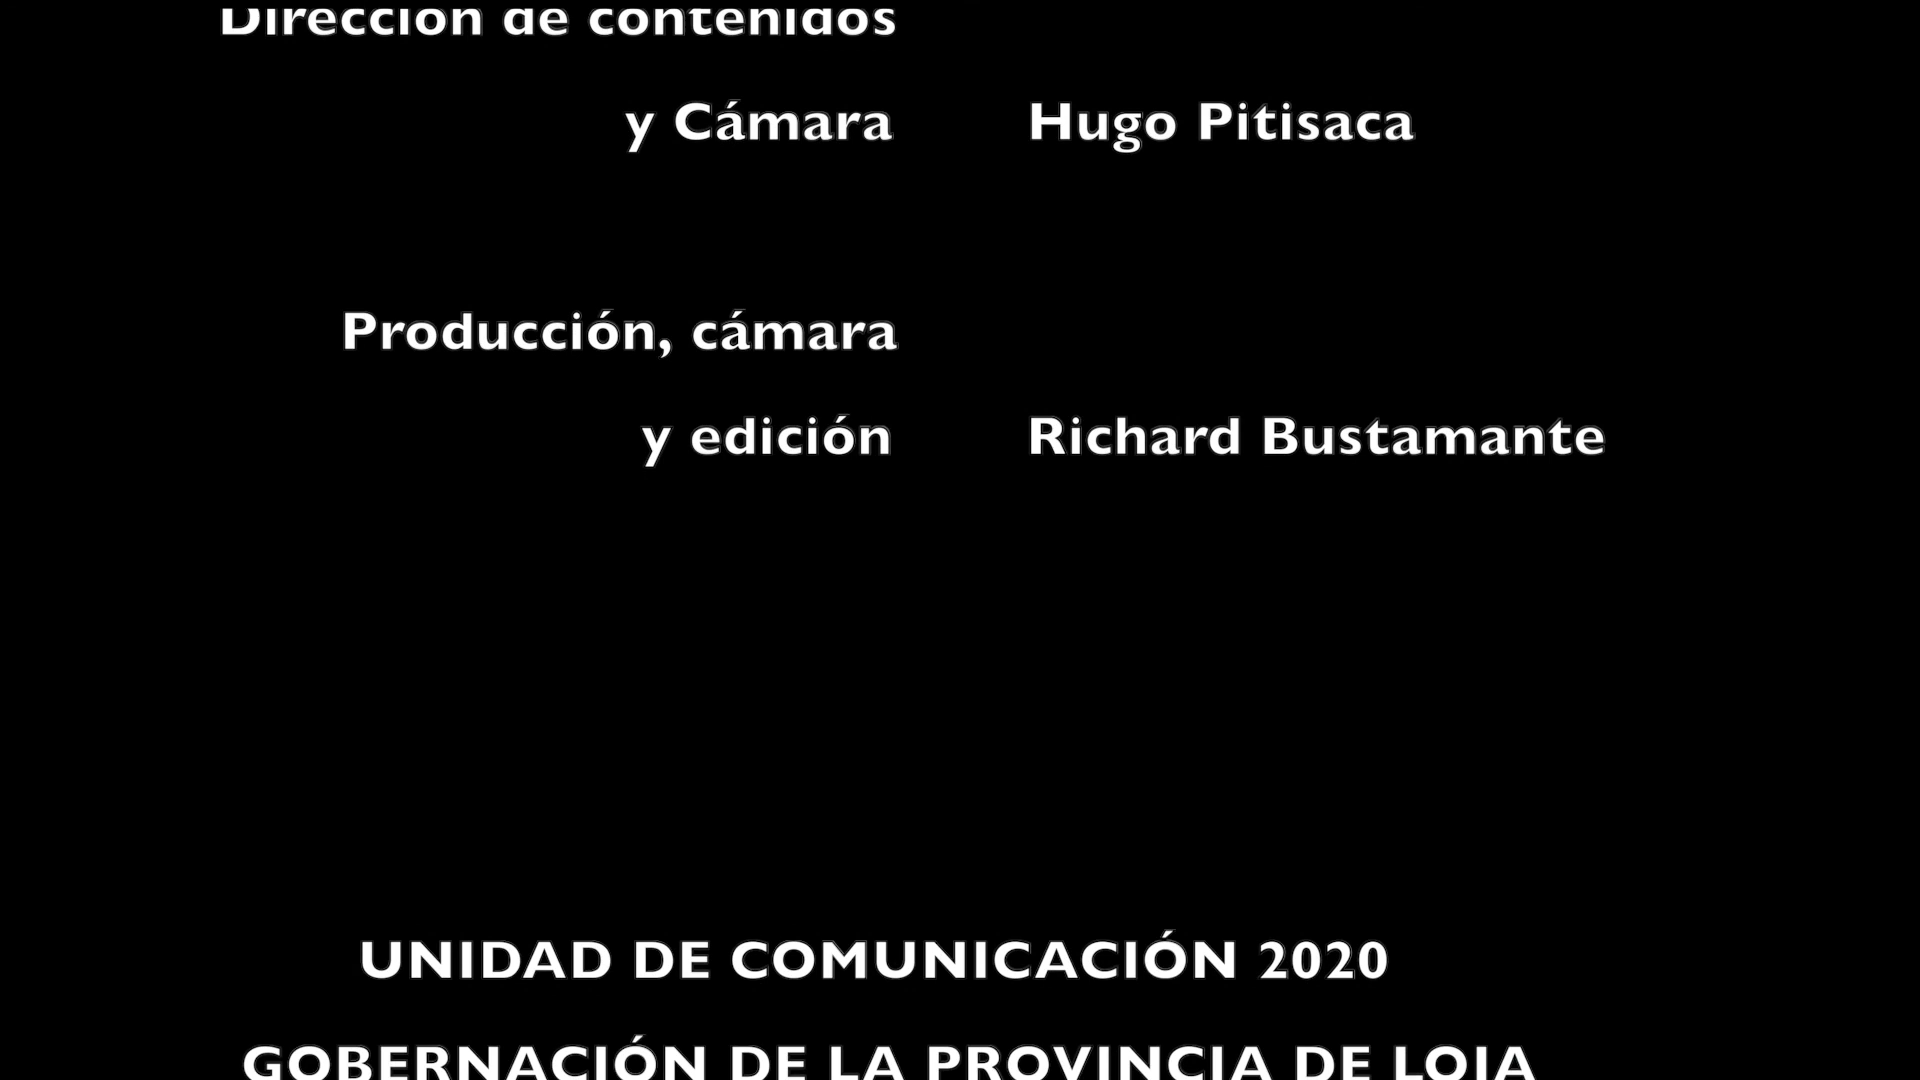 Dirección de contenidos
y Cámara Hugo Pitisaca
Producción, cámara
y edición Richard Bustamante
UNIDAD DE COMUNICACIÓN 2020
GOBERNACIÓN DE LA PROVINCIA DE LOJA